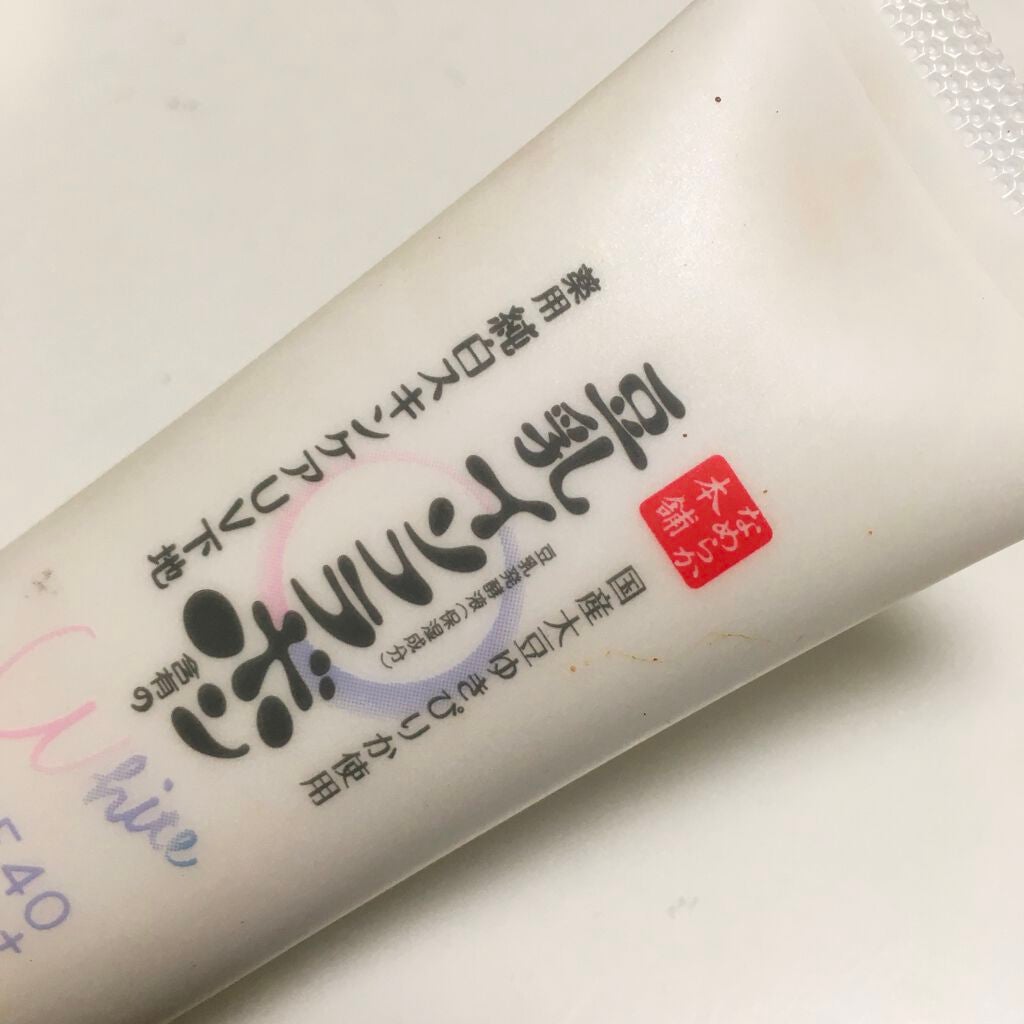 なめらか
本舗
国産大豆ゆきぴりか使用
豆乳イソフラボン
豆乳発酵液(保湿成分)
含有の
薬用 純白スキンケアUV下地
White
F40
+